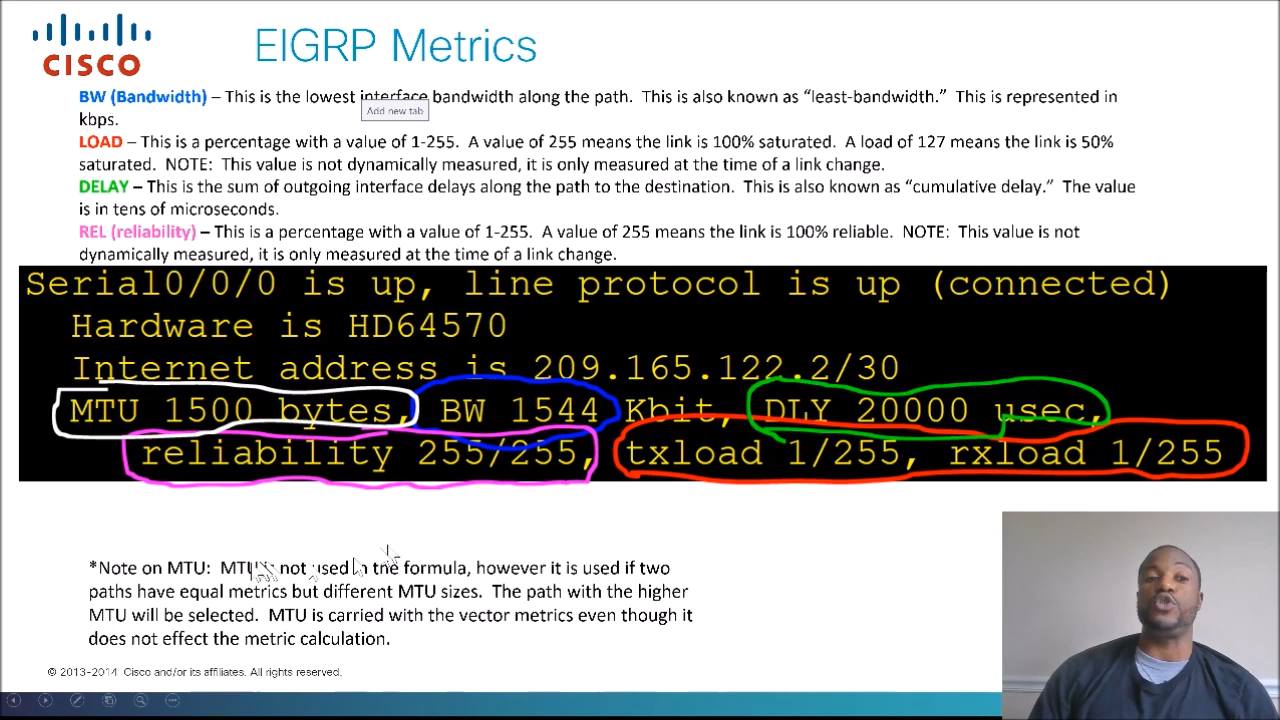 CISCO
EIGRP Metrics
BW (Bandwidth) – This is the lowest interface bandwidth along the path. This is also known as “least-bandwidth.” This is represented in
kbps.
Add new tab
LOAD – This is a percentage with a value of 1-255. A value of 255 means the link is 100% saturated. A load of 127 means the link is 50%
saturated. NOTE: This value is not dynamically measured, it is only measured at the time of a link change.
DELAY – This is the sum of outgoing interface delays along the path to the destination. This is also known as “cumulative delay.” The value
is in tens of microseconds.
REL (reliability) – This is a percentage with a value of 1-255. A value of 255 means the link is 100% reliable. NOTE: This value is not
dynamically measured, it is only measured at the time of a link change.
Serial0/0/0 is up, line protocol is up (connected)
Hardware is HD64570
Internet address is 209.165.122.2/30
MTU 1500 bytes, BW 1544 Kbit, DLY 20000 usec,
reliability 255/255, txload 1/255, rxload 1/255
*Note on MTU: MTU is not used in the formula, however it is used if two
paths have equal metrics but different MTU sizes. The path with the higher
MTU will be selected. MTU is carried with the vector metrics even though it
does not effect the metric calculation.
© 2013-2014 Cisco and/or its affiliates. All rights reserved.